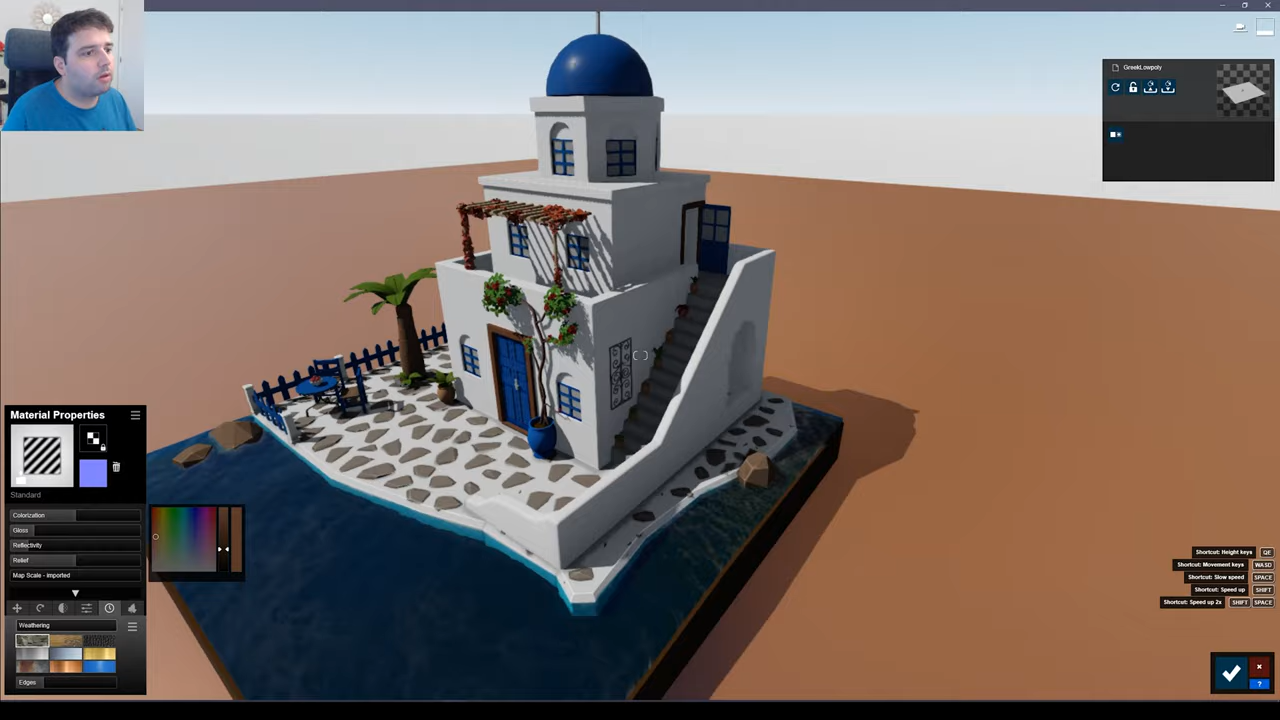 GreekLowpoly
Material Properties
Standard
Colorization
Gloss
Reflectivity
Relief
Map Scale - imported
Weathering
Edges
Shortcut: Height keys QE
Shortcut: Movement keys WASD
Shortcut: Slow speed SPACE
Shortcut: Speed up SHIFT
Shortcut: Speed up 2x SHIFT SPACE
?